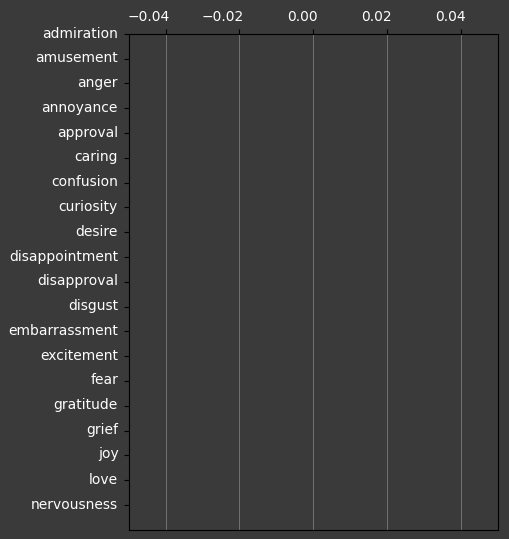 −0.04 −0.02 0.00 0.02 0.04
admiration
amusement
anger
annoyance
approval
caring
confusion
curiosity
desire
disappointment
disapproval
disgust
embarrassment
excitement
fear
gratitude
grief
joy
love
nervousness